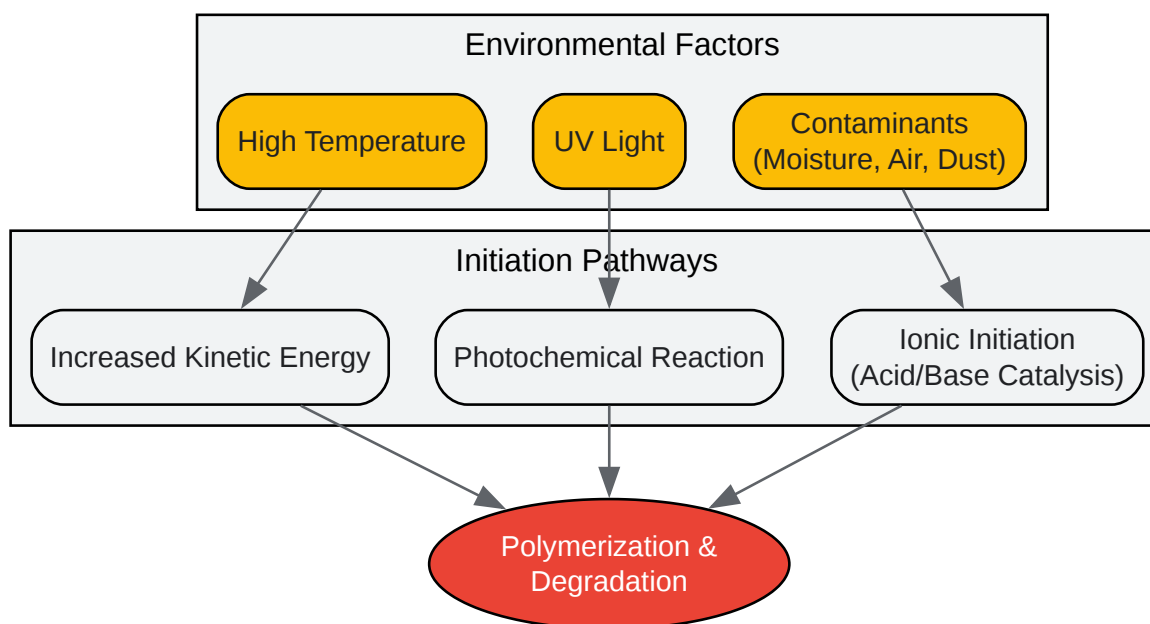 Environmental Factors
High Temperature
UV Light
Contaminants
(Moisture, Air, Dust)
Initiation Pathways
Increased Kinetic Energy
Photochemical Reaction
Ionic Initiation
(Acid/Base Catalysis)
Polymerization &
Degradation